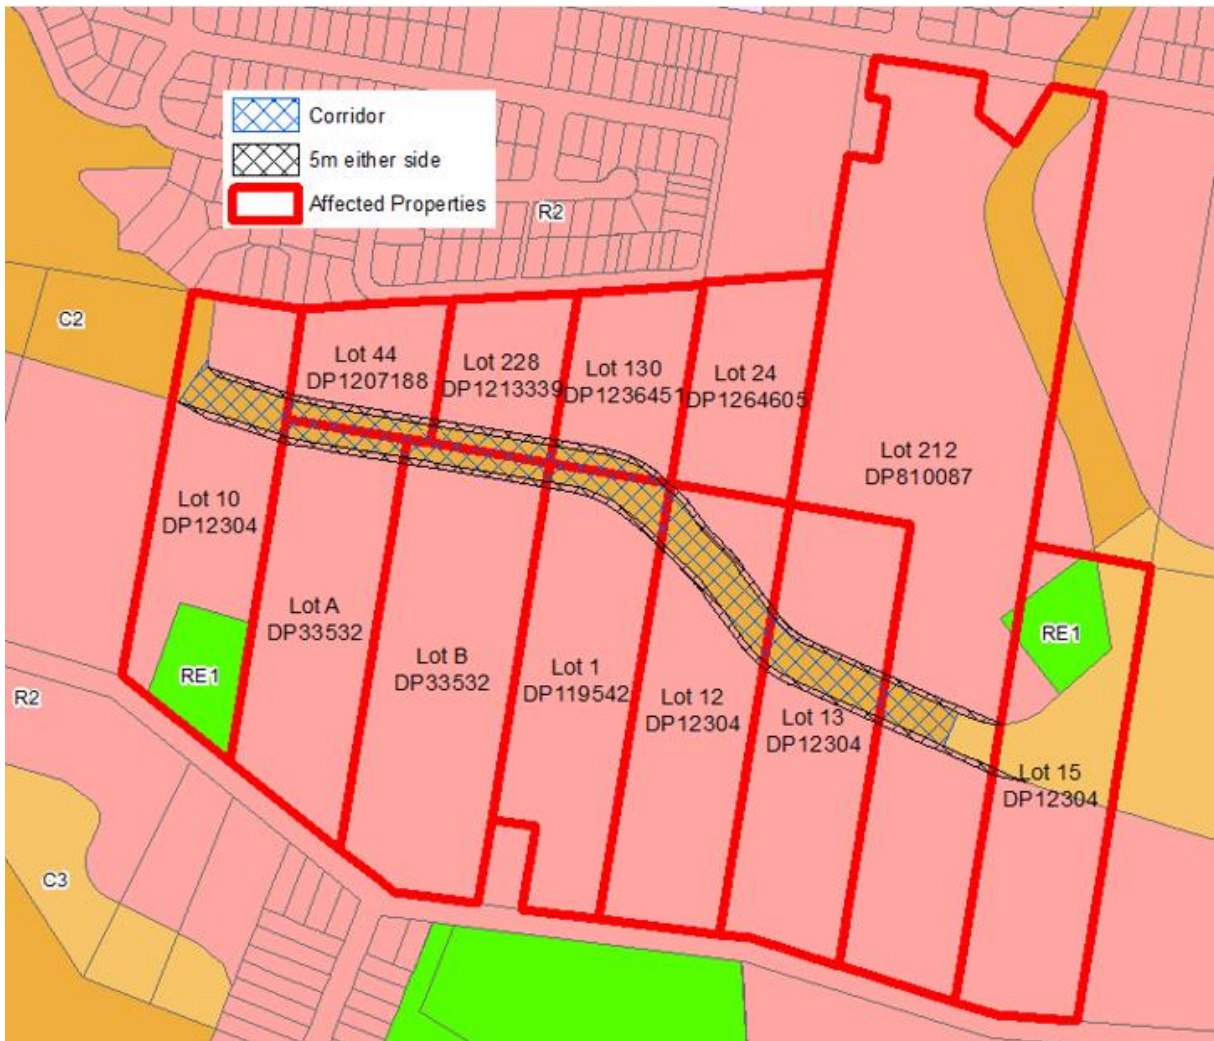 Corridor
5m either side
Affected Properties
R2
C2
Lot 44
DP1207188
Lot 228
DP1213339
Lot 130
DP1236451
Lot 24
DP1264605
Lot 212
DP810087
Lot 10
DP12304
Lot A
DP33532
Lot B
DP33532
Lot 1
DP119542
Lot 12
DP12304
Lot 13
DP12304
Lot 15
DP12304
RE1
RE1
R2
C3